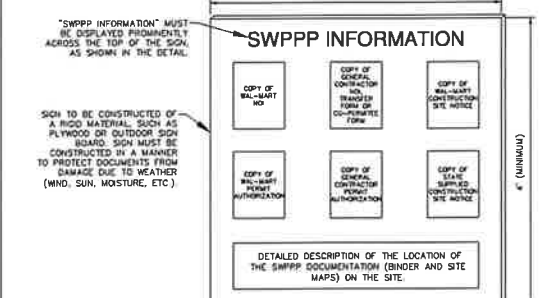 "SWPPP INFORMATION" MUST
BE DISPLAYED PROMINENTLY
ACROSS THE TOP OF THE SIGN,
AS SHOWN IN THE DETAIL.
SWPPP INFORMATION
COPY OF
WAL-MART
NOI
COPY OF
GENERAL
CONTRACTOR
NOI,
TRANSFER
FORM OR
CO-PERMITEE
FORM
COPY OF
WAL-MART
CONSTRUCTION
SITE NOTICE
SIGN TO BE CONSTRUCTED OF
A RIGID MATERIAL, SUCH AS
PLYWOOD OR OUTDOOR SIGN
BOARD. SIGN MUST BE
CONSTRUCTED IN A MANNER
TO PROTECT DOCUMENTS FROM
DAMAGE DUE TO WEATHER
(WIND, SUN, MOISTURE, ETC.)
COPY OF
WAL-MART
PERMIT
AUTHORIZATION
COPY OF
GENERAL
CONTRACTOR
PERMIT
AUTHORIZATION
COPY OF
STATE
SUPPLIED
CONSTRUCTION
SITE NOTICE
(MINIMUM)
DETAILED DESCRIPTION OF THE LOCATION OF
THE SWPPP DOCUMENTATION (BINDER AND SITE
MAPS) ON THE SITE.